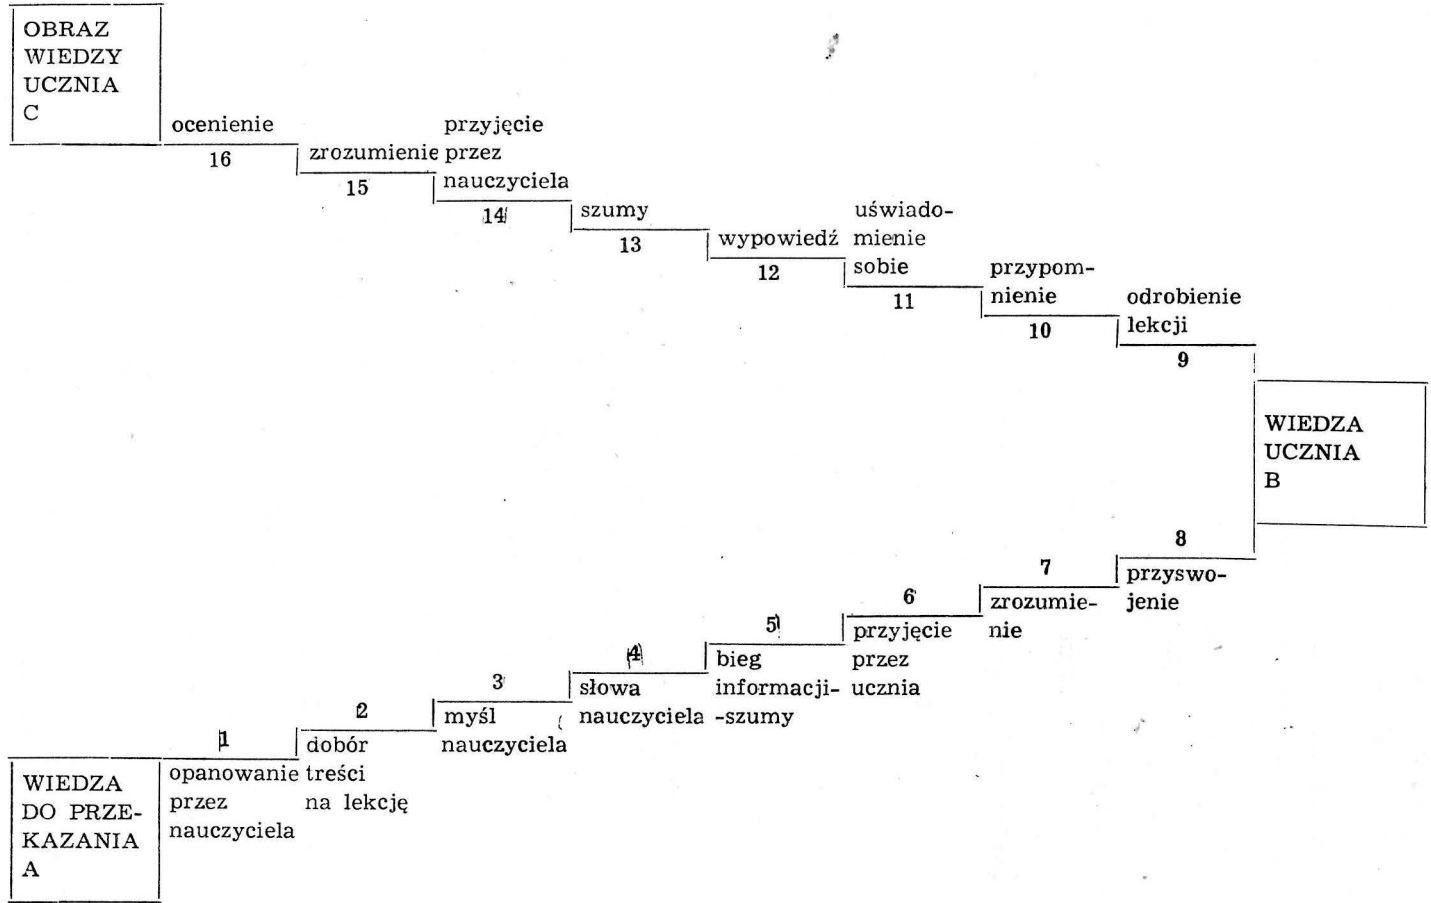 OBRAZ
WIEDZY
UCZNIA
C
ocenienie
16
zrozumienie
15
przyjęcie
przez
nauczyciela
14
szumy
13
wypowiedź
12
uświado-
mienie
sobie
11
przypom-
nienie
10
odrobienie
lekcji
9
WIEDZA
UCZNIA
B
8
przyswo-
jenie
7
zrozumie-
nie
6
przyjęcie
przez
ucznia
5
bieg
informacji-
-szumy
4
słowa
nauczyciela
3
myśl
nauczyciela
2
dobór
treści
na lekcję
1
opanowanie
przez
nauczyciela
WIEDZA
DO PRZE-
KAZANIA
A